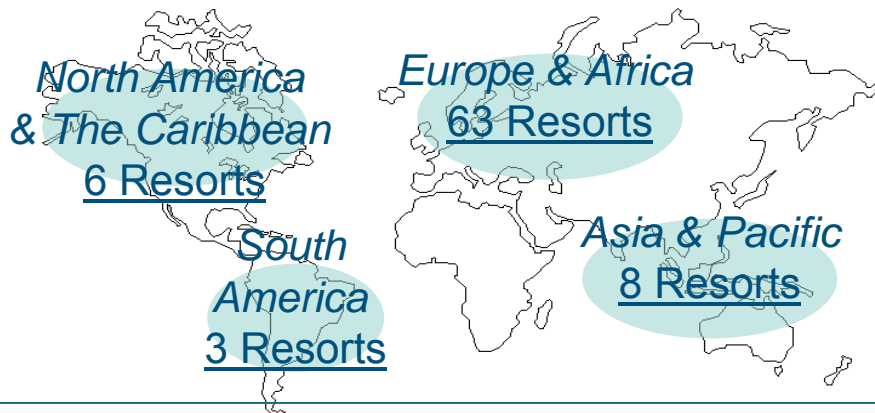 North America
& The Caribbean
6 Resorts
Europe & Africa
63 Resorts
South
America
3 Resorts
Asia & Pacific
8 Resorts